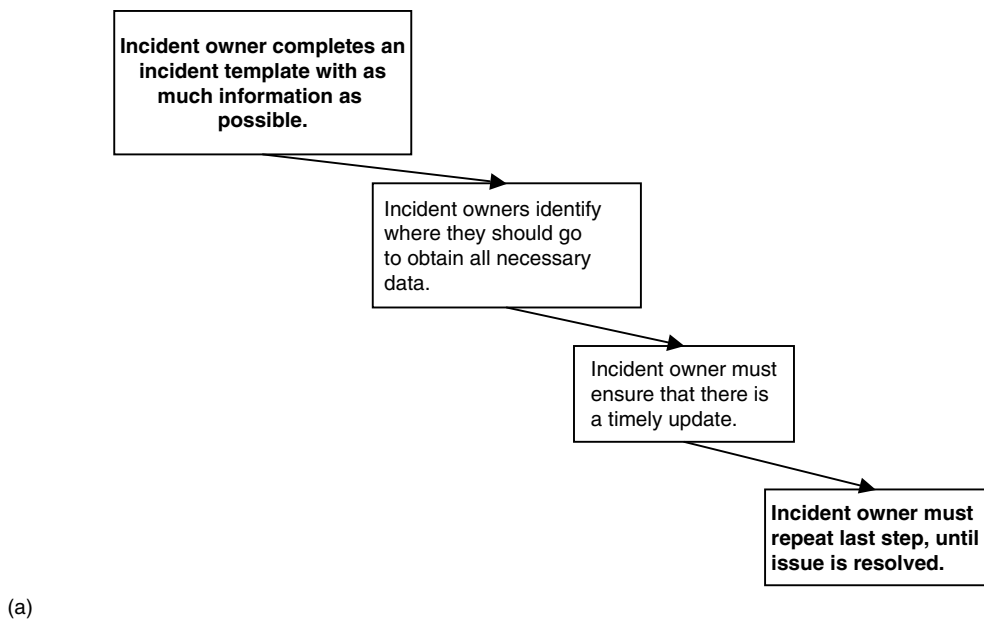 Incident owner completes an
incident template with as
much information as
possible.
Incident owners identify
where they should go
to obtain all necessary
data.
Incident owner must
ensure that there is
a timely update.
Incident owner must
repeat last step, until
issue is resolved.
(a)